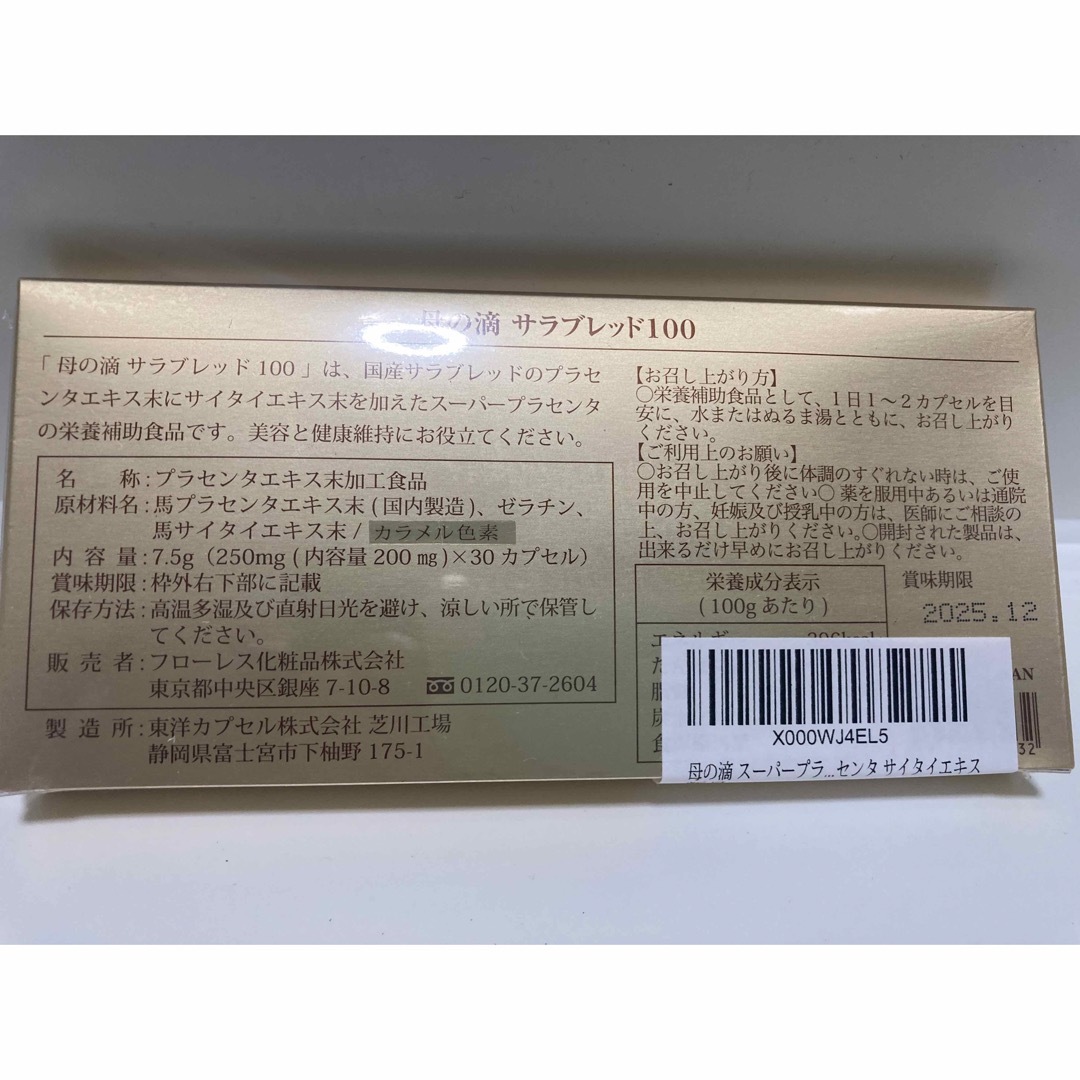 母の滴 サラブレッド100
「 母の滴 サラブレッド 100 」は、国産サラブレッドのプラセ
ンタエキス末にサイタイエキス末を加えたスーパープラセンタ
の栄養補助食品です。美容と健康維持にお役立てください。
名 称:プラセンタエキス末加工食品
原材料名:馬プラセンタエキス末 (国内製造)、ゼラチン、
馬サイタイエキス末 / カラメル色素
内 容 量:7.5g（250mg (内容量 200 ㎎)×30 カプセル）
賞味期限:枠外右下部に記載
保存方法:高温多湿及び直射日光を避け、涼しい所で保管し
てください。
販 売 者:フローレス化粧品株式会社
東京都中央区銀座 7-10-8 0120-37-2604
製 造 所:東洋カプセル株式会社 芝川工場
静岡県富士宮市下柚野 175-1
【お召し上がり方】
〇栄養補助食品として、1日1～2カプセルを目
安に、水またはぬるま湯とともに、お召し上がり
ください。
【ご利用上のお願い】
〇お召し上がり後に体調のすぐれない時は、ご使
用を中止してください〇 薬を服用中あるいは通院
中の方、妊娠及び授乳中の方は、医師にご相談の
上、お召し上がりください。〇開封された製品は、
出来るだけ早めにお召し上がりください。
栄養成分表示
(100gあたり)
賞味期限
2025.12
エネルギー
た
脂
炭
食
AN
32
X000WJ4EL5
母の滴 スーパープラ...センタ サイタイエキス